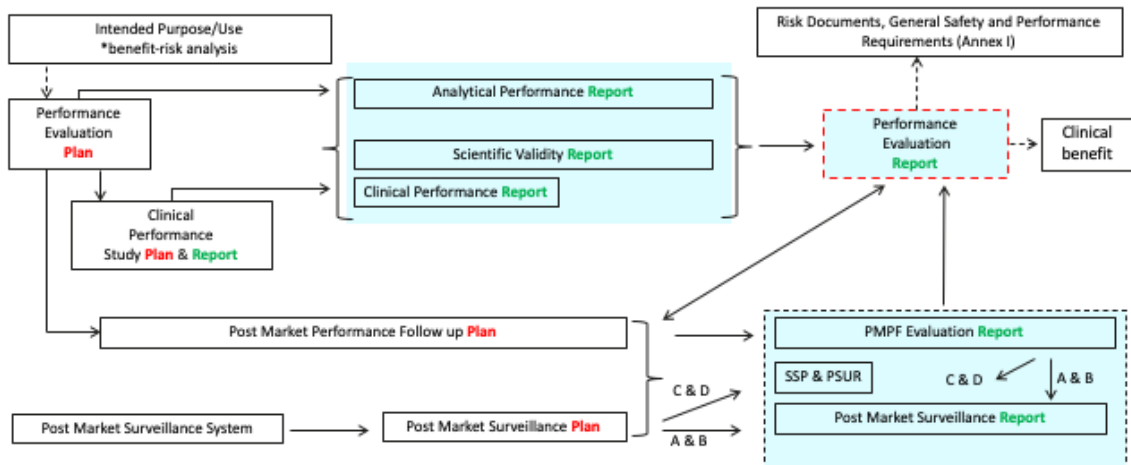 Intended Purpose/Use
*benefit-risk analysis
Risk Documents, General Safety and Performance
Requirements (Annex I)
Performance
Evaluation
Plan
Analytical Performance Report
Scientific Validity Report
Clinical Performance Report
Performance
Evaluation
Report
Clinical
benefit
Clinical
Performance
Study Plan & Report
Post Market Performance Follow up Plan
PMPF Evaluation Report
SSP & PSUR
C & D
A & B
C & D
Post Market Surveillance Report
Post Market Surveillance System
Post Market Surveillance Plan
A & B